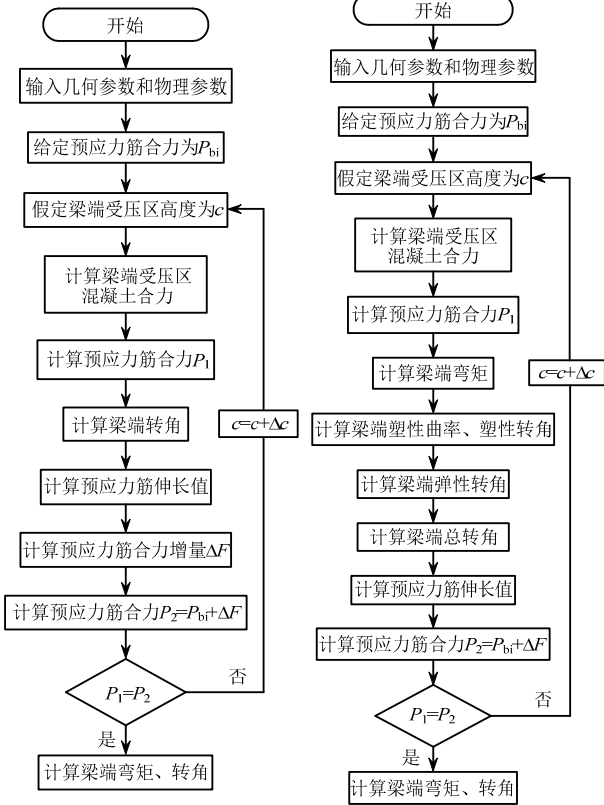 开始
输入几何参数和物理参数
给定预应力筋合力为Pbi
假定梁端受压区高度为c
计算梁端受压区
混凝土合力
计算预应力筋合力P1
计算梁端转角
c=c+Δc
计算预应力筋伸长值
计算预应力筋合力增量ΔF
计算预应力筋合力P2=Pbi+ΔF
P1=P2
否
是
计算梁端弯矩、转角
开始
输入几何参数和物理参数
给定预应力筋合力为Pbi
假定梁端受压区高度为c
计算梁端受压区
混凝土合力
计算预应力筋合力P1
计算梁端弯矩
c=c+Δc
计算梁端塑性曲率、塑性转角
计算梁端弹性转角
计算梁端总转角
计算预应力筋伸长值
计算预应力筋合力P2=Pbi+ΔF
P1=P2
否
是
计算梁端弯矩、转角